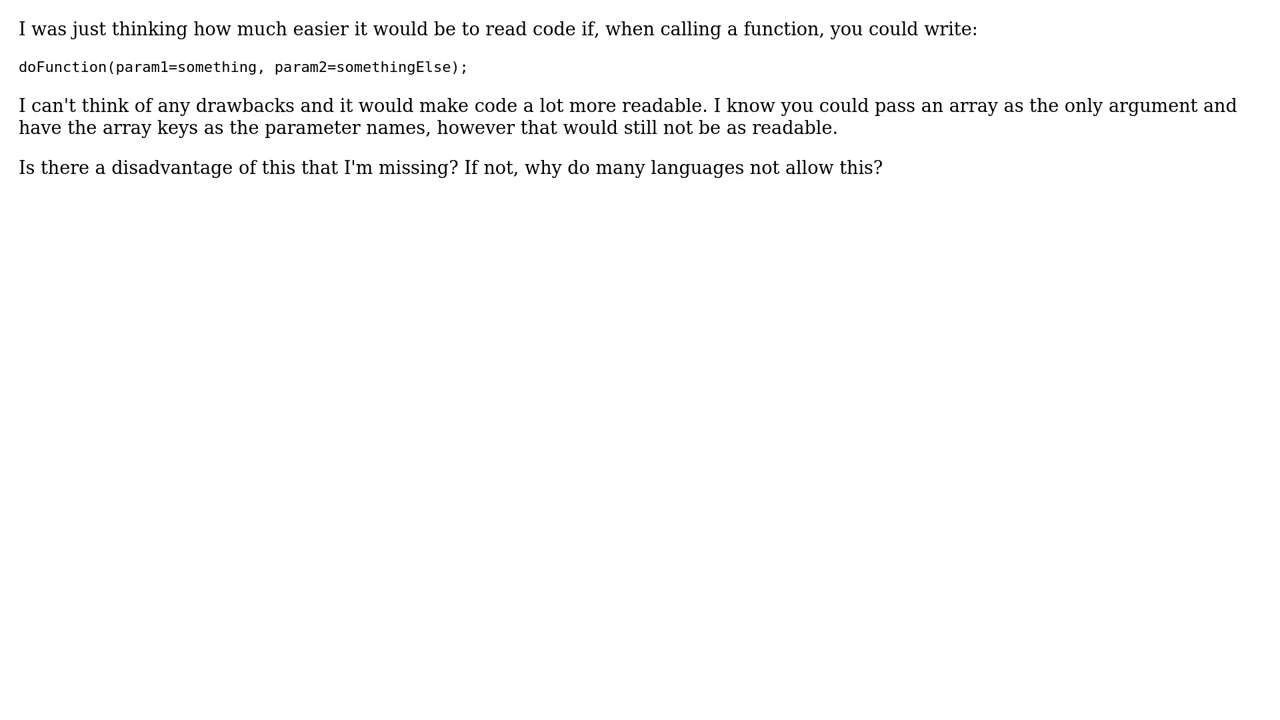 I was just thinking how much easier it would be to read code if, when calling a function, you could write:
doFunction(param1=something, param2=somethingElse);
I can't think of any drawbacks and it would make code a lot more readable. I know you could pass an array as the only argument and
have the array keys as the parameter names, however that would still not be as readable.
Is there a disadvantage of this that I'm missing? If not, why do many languages not allow this?